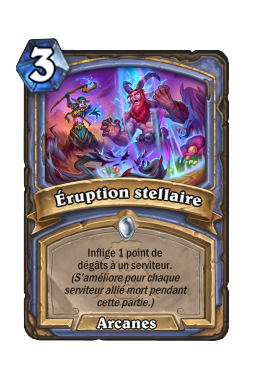 3
Éruption stellaire
Inflige 1 point de
dégâts à un serviteur.
(S'améliore pour chaque
serviteur allié mort pendant
cette partie.)
Arcanes